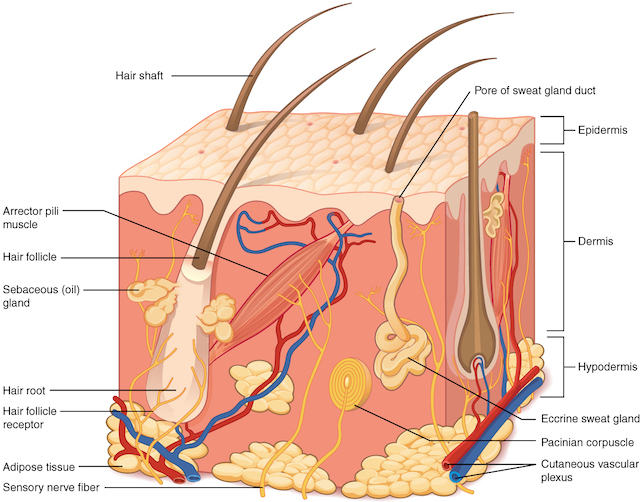 Hair shaft
Pore of sweat gland duct
Epidermis
Arrector pili
muscle
Dermis
Hair follicle
Sebaceous (oil)
gland
Hypodermis
Hair root
Hair follicle
receptor
Eccrine sweat gland
Pacinian corpuscle
Adipose tissue
Cutaneous vascular
plexus
Sensory nerve fiber